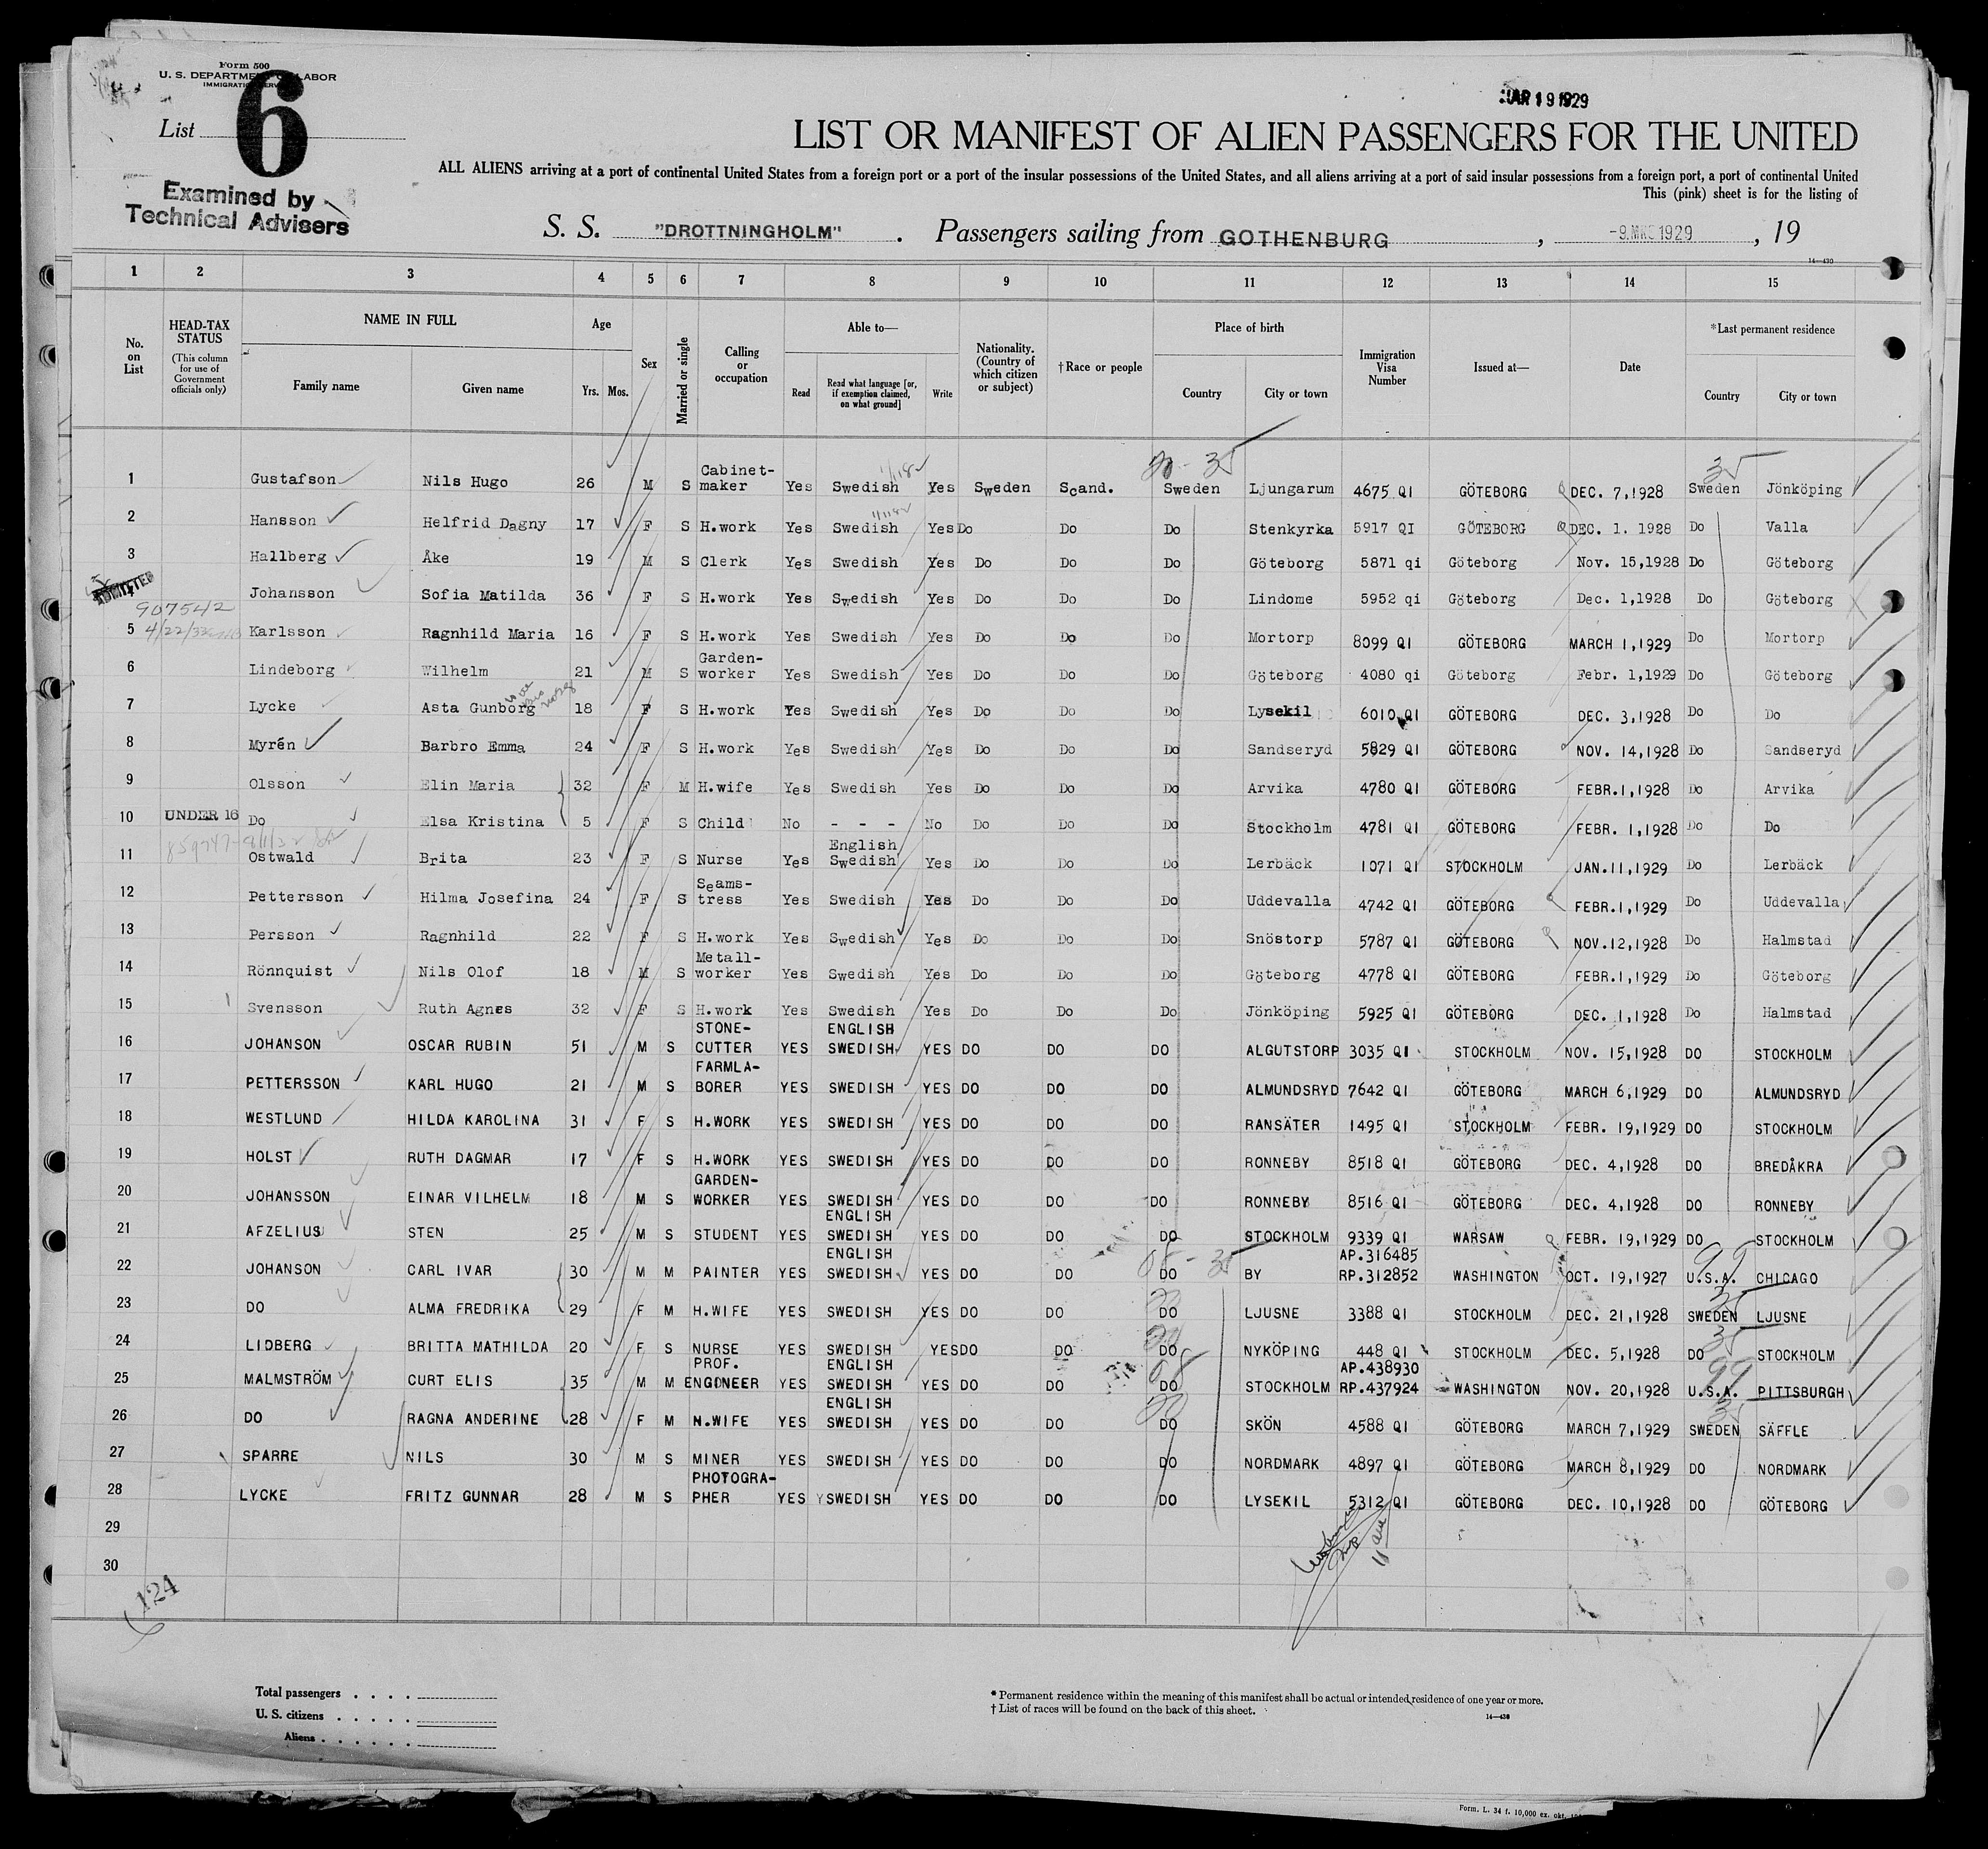 Form 500
U. S. DEPARTMENT OF LABOR
IMMIGRATION SERVICE
List 6
Examined by
Technical Advisers
MAR 19 1929
LIST OR MANIFEST OF ALIEN PASSENGERS FOR THE UNITED
ALL ALIENS arriving at a port of continental United States from a foreign port or a port of the insular possessions of the United States, and all aliens arriving at a port of said insular possessions from a foreign port, a port of continental United
This (pink) sheet is for the listing of
S. S. "DROTTNINGHOLM". Passengers sailing from GOTHENBURG, -9 1929, 19
14—430
1 2 3 4 5 6 7 8 9 10 11 12 13 14 15
No. on List HEAD-TAX STATUS (This column for use of Government officials only) NAME IN FULL Family name Given name Age Yrs. Mos. Sex Married or single Calling or occupation Able to— Read Read what language [or, if exemption claimed, on what ground] Write Nationality. (Country of which citizen or subject) †Race or people Place of birth Country City or town Immigration Visa Number Issued at— Date *Last permanent residence Country City or town
35 35
1 Gustafson Nils Hugo 26 M S Cabinet-maker Yes Swedish Yes Sweden Scand. Sweden Ljungarum 4675 QI GÖTEBORG DEC. 7,1928 Sweden Jönköping
2 Hansson Helfrid Dagny 17 F S H.work Yes Swedish Yes Do Do Do Stenkyrka 5917 QI GÖTEBORG DEC. 1. 1928 Do Valla
3 Hallberg Åke 19 M S Clerk Yes Swedish Yes Do Do Do Göteborg 5871 qi Göteborg Nov. 15,1928 Do Göteborg
ADMITTED
907542
Johansson Sofia Matilda 36 F S H.work Yes Swedish Yes Do Do Do Lindome 5952 qi Göteborg Dec. 1,1928 Do Göteborg
5 4/22/32 Karlsson Ragnhild Maria 16 F S H.work Yes Swedish Yes Do Do Do Mortorp 8099 QI GÖTEBORG MARCH 1,1929 Do Mortorp
6 Lindeborg Wilhelm 21 M S Garden-worker Yes Swedish Yes Do Do Do Göteborg 4080 qi Göteborg Febr. 1,1929 Do Göteborg
7 Lycke Asta Gunborg 18 F S H.work Yes Swedish Yes Do Do Do Lysekil 6010 QI GÖTEBORG DEC. 3,1928 Do Do
8 Myrén Barbro Emma 24 F S H.work Yes Swedish Yes Do Do Do Sandseryd 5829 QI GÖTEBORG NOV. 14,1928 Do Sandseryd
9 Olsson Elin Maria 32 F M H.wife Yes Swedish Yes Do Do Do Arvika 4780 QI GÖTEBORG FEBR.1,1928 Do Arvika
10 UNDER 16 Do Elsa Kristina 5 F S Child No - - - No Do Do Do Stockholm 4781 QI GÖTEBORG FEBR. 1,1928 Do Do
11 Ostwald Brita 23 F S Nurse Yes English Swedish Yes Do Do Do Lerbäck 1071 QI STOCKHOLM JAN.11,1929 Do Lerbäck
12 Pettersson Hilma Josefina 24 F S Seams-tress Yes Swedish Yes Do Do Do Uddevalla 4742 QI GÖTEBORG FEBR.1,1929 Do Uddevalla
13 Persson Ragnhild 22 F S H.work Yes Swedish Yes Do Do Do Snöstorp 5787 QI GÖTEBORG NOV.12,1928 Do Halmstad
14 Rönnquist Nils Olof 18 M S Metall-worker Yes Swedish Yes Do Do Do Göteborg 4778 QI GÖTEBORG FEBR.1,1929 Do Göteborg
15 Svensson Ruth Agnes 32 F S H.work Yes Swedish Yes Do Do Do Jönköping 5925 QI GÖTEBORG DEC. 1,1928 Do Halmstad
16 JOHANSON OSCAR RUBIN 51 M S STONE-CUTTER YES ENGLISH SWEDISH YES DO DO DO ALGUTSTORP 3035 QI STOCKHOLM NOV. 15,1928 DO STOCKHOLM
17 PETTERSSON KARL HUGO 21 M S FARMLA-BORER YES SWEDISH YES DO DO DO ALMUNDSRYD 7642 QI GÖTEBORG MARCH 6,1929 DO ALMUNDSRYD
18 WESTLUND HILDA KAROLINA 31 F S H.WORK YES SWEDISH YES DO DO DO RANSÄTER 1495 QI STOCKHOLM FEBR. 19,1929 DO STOCKHOLM
19 HOLST RUTH DAGMAR 17 F S H.WORK YES SWEDISH YES DO DO DO RONNEBY 8518 QI GÖTEBORG DEC. 4,1928 DO BREDÅKRA
20 JOHANSSON EINAR VILHELM 18 M S GARDEN-WORKER YES SWEDISH YES DO DO DO RONNEBY 8516 QI GÖTEBORG DEC. 4,1928 DO RONNEBY
21 AFZELIUS STEN 25 M S STUDENT YES ENGLISH SWEDISH YES DO DO DO STOCKHOLM 9339 QI WARSAW FEBR. 19,1929 DO STOCKHOLM
22 JOHANSON CARL IVAR 30 M M PAINTER YES ENGLISH SWEDISH YES DO DO DO BY AP.316485 RP.312852 WASHINGTON OCT. 19,1927 U.S.A. CHICAGO
23 DO ALMA FREDRIKA 29 F M H.WIFE YES SWEDISH YES DO DO DO LJUSNE 3388 QI STOCKHOLM DEC. 21,1928 SWEDEN LJUSNE
24 LIDBERG BRITTA MATHILDA 20 F S NURSE YES SWEDISH YES DO DO DO NYKÖPING 448 QI STOCKHOLM DEC. 5,1928 DO STOCKHOLM
25 MALMSTRÖM CURT ELIS 35 M M PROF. ENGONEER YES ENGLISH SWEDISH YES DO DO DO STOCKHOLM AP.438930 RP.437924 WASHINGTON NOV. 20,1928 U.S.A. PITTSBURGH
26 DO RAGNA ANDERINE 28 F M H.WIFE YES ENGLISH SWEDISH YES DO DO DO SKÖN 4588 QI GÖTEBORG MARCH 7,1929 SWEDEN SÄFFLE
27 SPARRE NILS 30 M S MINER YES SWEDISH YES DO DO DO NORDMARK 4897 QI GÖTEBORG MARCH 8,1929 DO NORDMARK
28 LYCKE FRITZ GUNNAR 28 M S PHOTOGRA-PHER YES SWEDISH YES DO DO DO LYSEKIL 5312 QI GÖTEBORG DEC. 10,1928 DO GÖTEBORG
29
30
124
Total passengers . . . .
U. S. citizens . . . . .
Aliens . . . . . .
* Permanent residence within the meaning of this manifest shall be actual or intended residence of one year or more.
† List of races will be found on the back of this sheet.
14—430
Form. L. 34 f. 10,000 ex. okt.